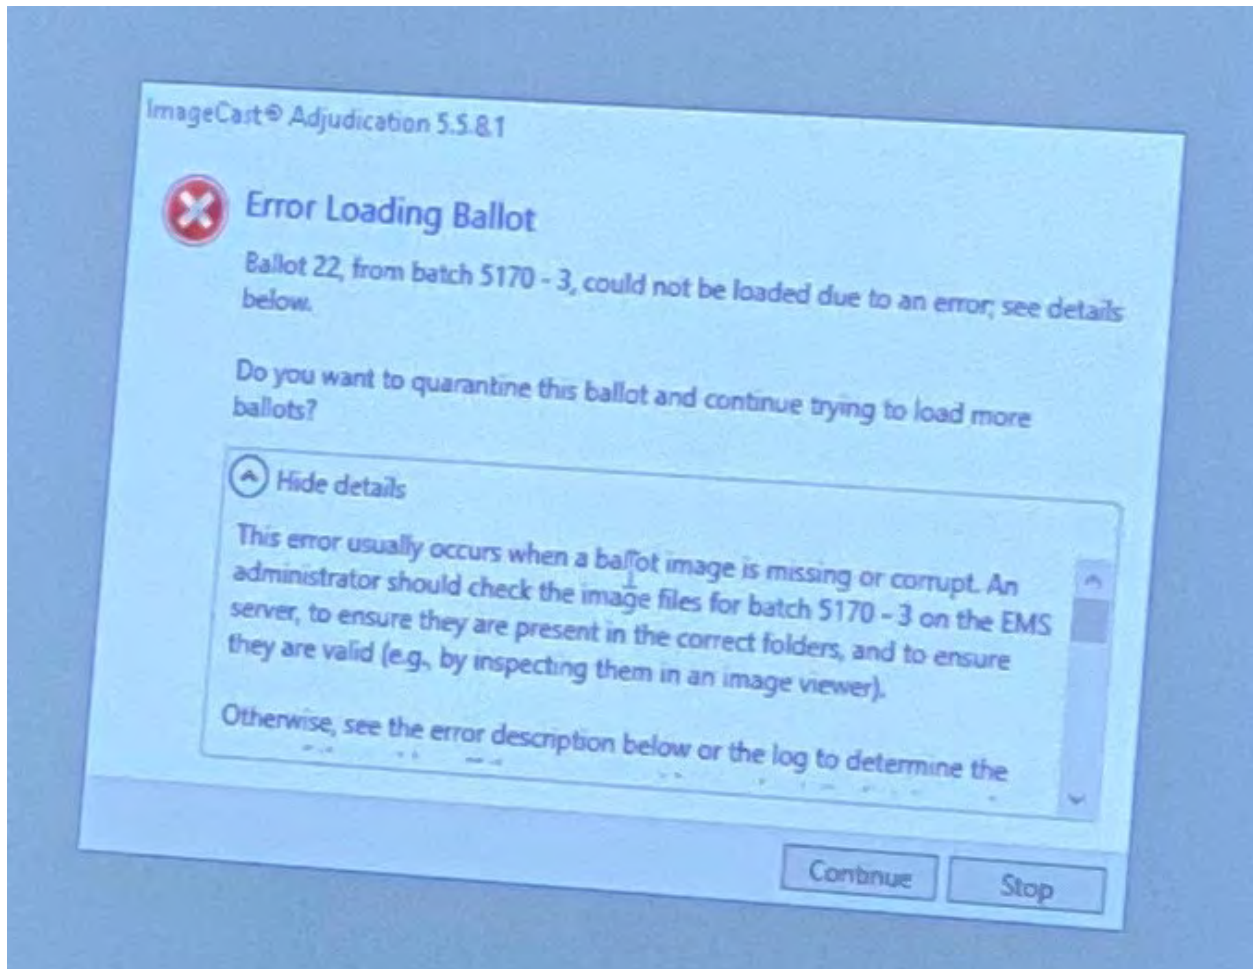 ImageCast® Adjudication 5.5.8.1
Error Loading Ballot
Ballot 22, from batch 5170 - 3, could not be loaded due to an error; see details
below.
Do you want to quarantine this ballot and continue trying to load more
ballots?
Hide details
This error usually occurs when a ballot image is missing or corrupt. An
administrator should check the image files for batch 5170 - 3 on the EMS
server, to ensure they are present in the correct folders, and to ensure
they are valid (e.g., by inspecting them in an image viewer).
Otherwise, see the error description below or the log to determine the
Continue
Stop